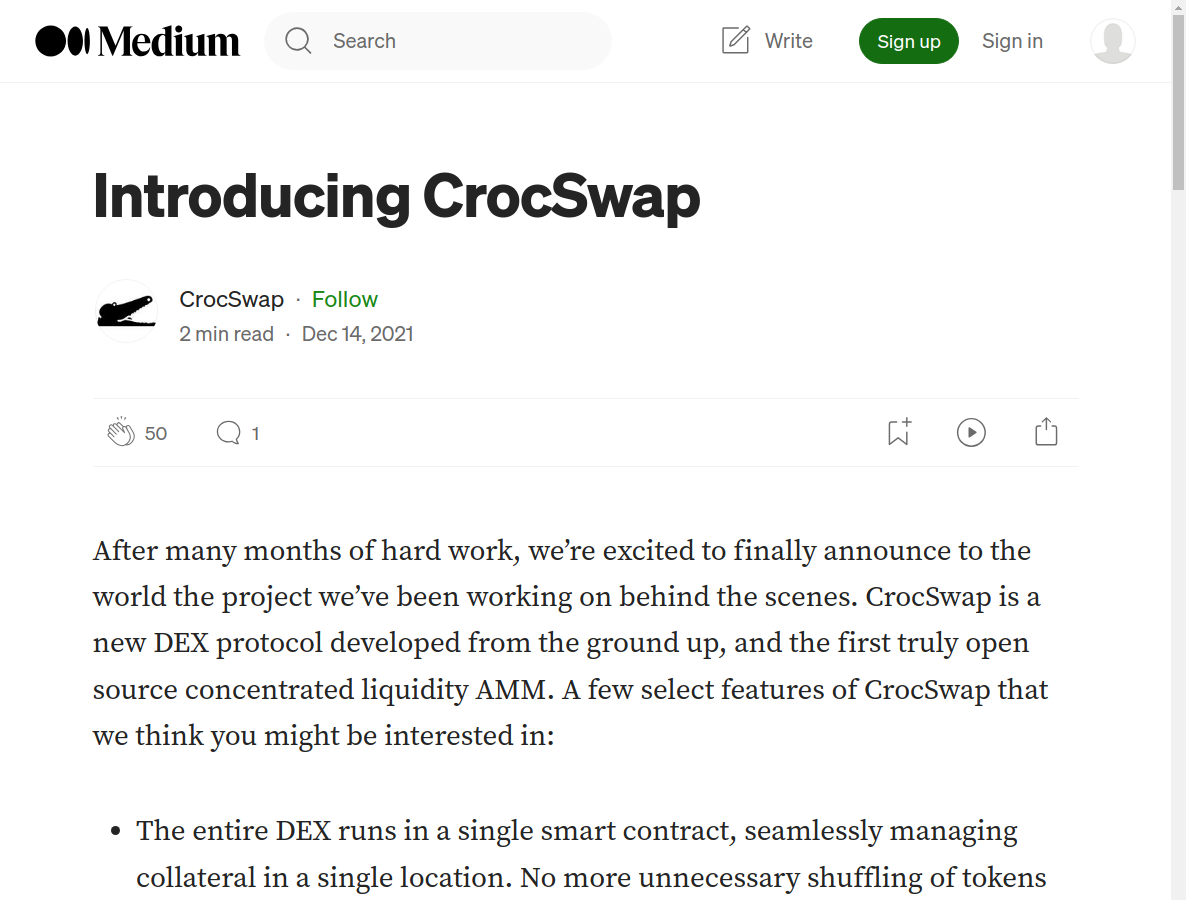 Medium
Search
Write
Sign up
Sign in
Introducing CrocSwap
CrocSwap · Follow
2 min read · Dec 14, 2021
50
1
After many months of hard work, we’re excited to finally announce to the
world the project we’ve been working on behind the scenes. CrocSwap is a
new DEX protocol developed from the ground up, and the first truly open
source concentrated liquidity AMM. A few select features of CrocSwap that
we think you might be interested in:
• The entire DEX runs in a single smart contract, seamlessly managing
collateral in a single location. No more unnecessary shuffling of tokens